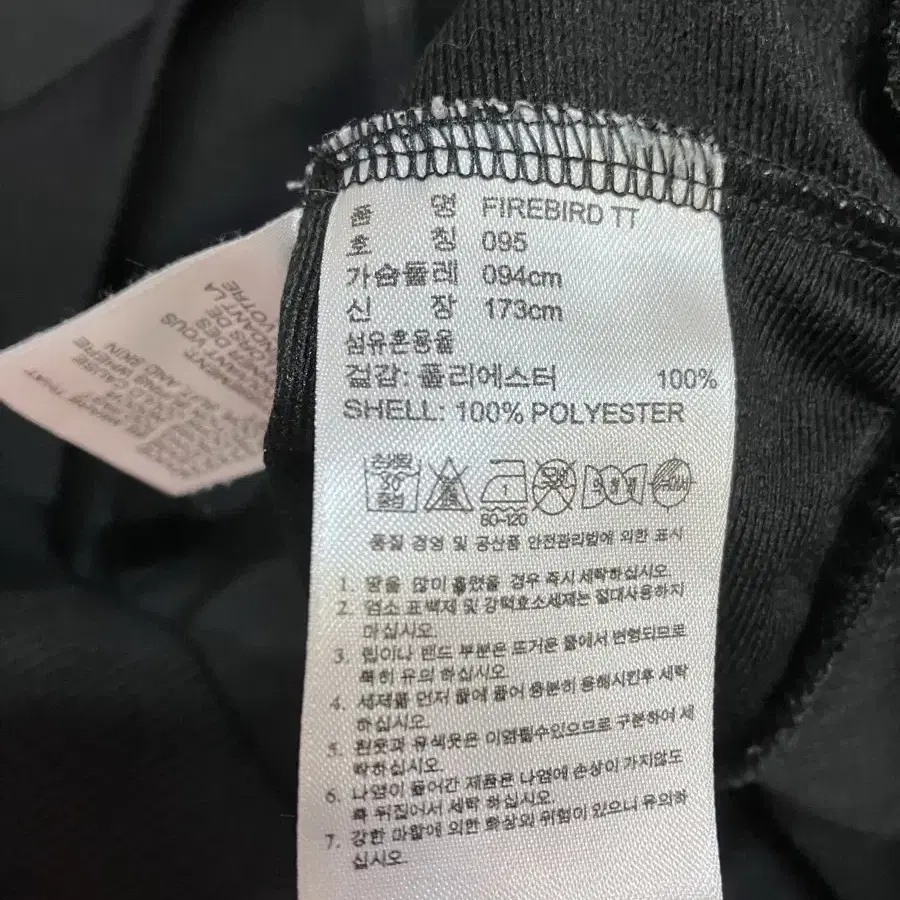 품 명 FIREBIRD TT
호 칭 095
가슴둘레 094cm
신 장 173cm
섬유혼용율
겉감: 폴리에스터 100%
SHELL: 100% POLYESTER
30
중성
80-120
품질 경영 및 공산품 안전관리법에 의한 표시
1. 땀을 많이 흘렸을 경우 즉시 세탁하십시오.
2. 염소 표백제 및 강력효소세제는 절대사용하지
마십시오.
3. 립이나 밴드 부분은 뜨거운 물에서 변형되므로
특히 유의 하십시오.
4. 세제를 먼저 물에 풀어 충분히 용해시킨후 세탁
하십시오.
5. 흰옷과 유색옷은 이염될수있으므로 구분하여 세
탁하십시오.
6. 나염이 들어간 제품은 나염에 손상이 가지않도
록 뒤집어서 세탁 하십시오.
7. 강한 마찰에 의한 화상의 위험이 있으니 유의하
십시오.
VOTRE
DANT LA
VOUS
CAUSE
WHERE
AND SKIN